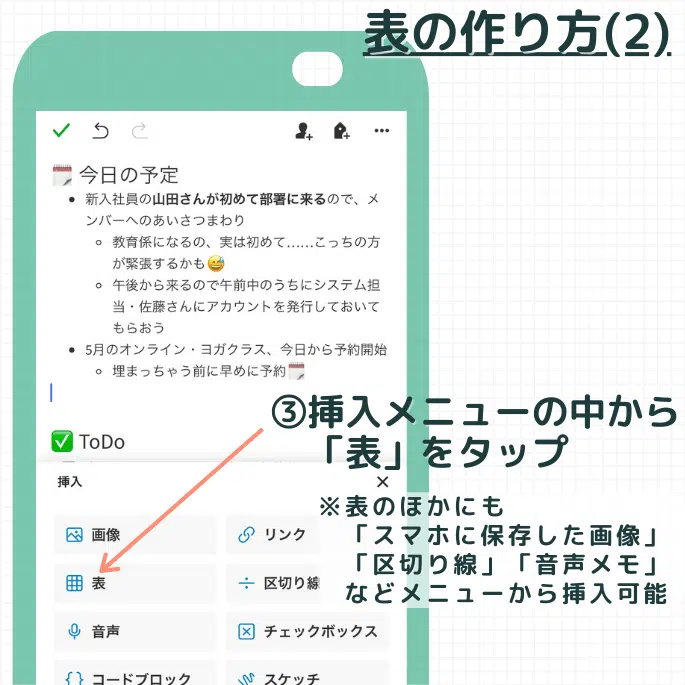 表の作り方(2)
今日の予定
新入社員の山田さんが初めて部署に来るので、メ
ンバーへのあいさつまわり
教育係になるの、実は初めて……こっちの方
が緊張するかも😅
午後から来るので午前中のうちにシステム担
当・佐藤さんにアカウントを発行しておいて
もらおう
5月のオンライン・ヨガクラス、今日から予約開始
埋まっちゃう前に早めに予約
③挿入メニューの中から
「表」をタップ
✅ ToDo
挿入
※表のほかにも
「スマホに保存した画像」
「区切り線」「音声メモ」
などメニューから挿入可能
画像
リンク
表
区切り線
音声
チェックボックス
コードブロック
スケッチ